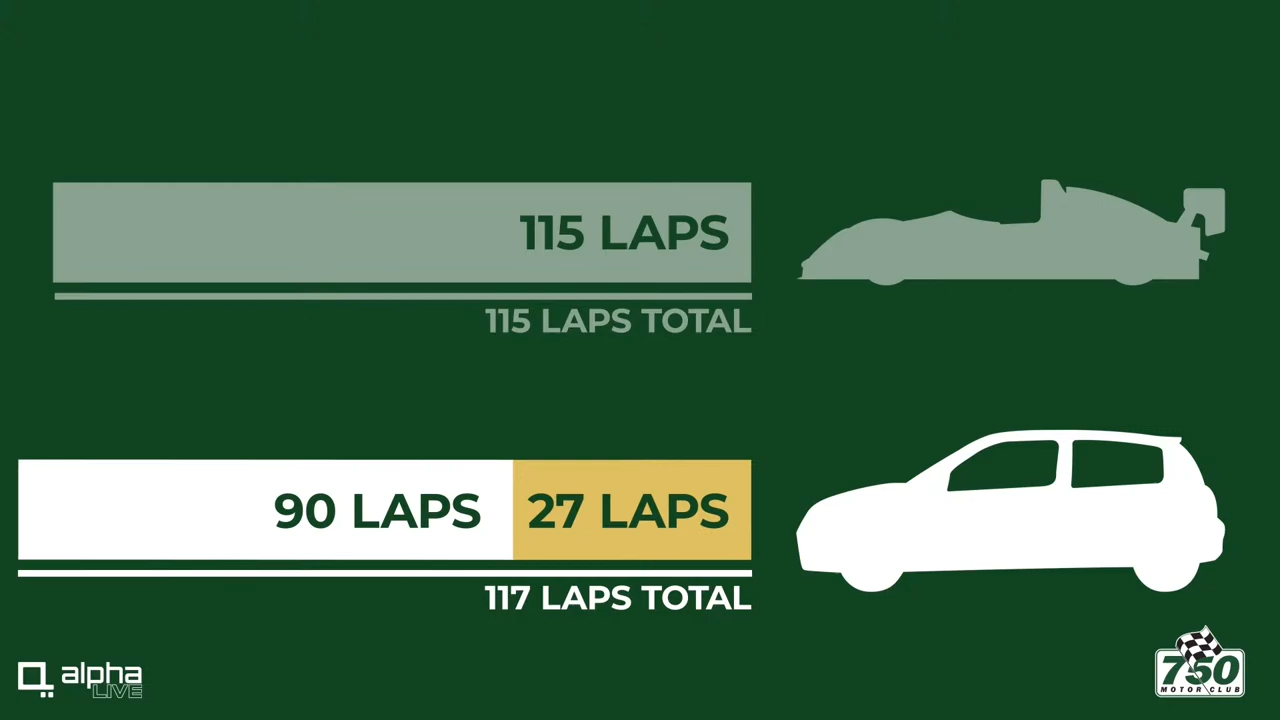 115 LAPS
115 LAPS TOTAL
90 LAPS 27 LAPS
117 LAPS TOTAL
alpha
LIVE
750
MOTOR CLUB